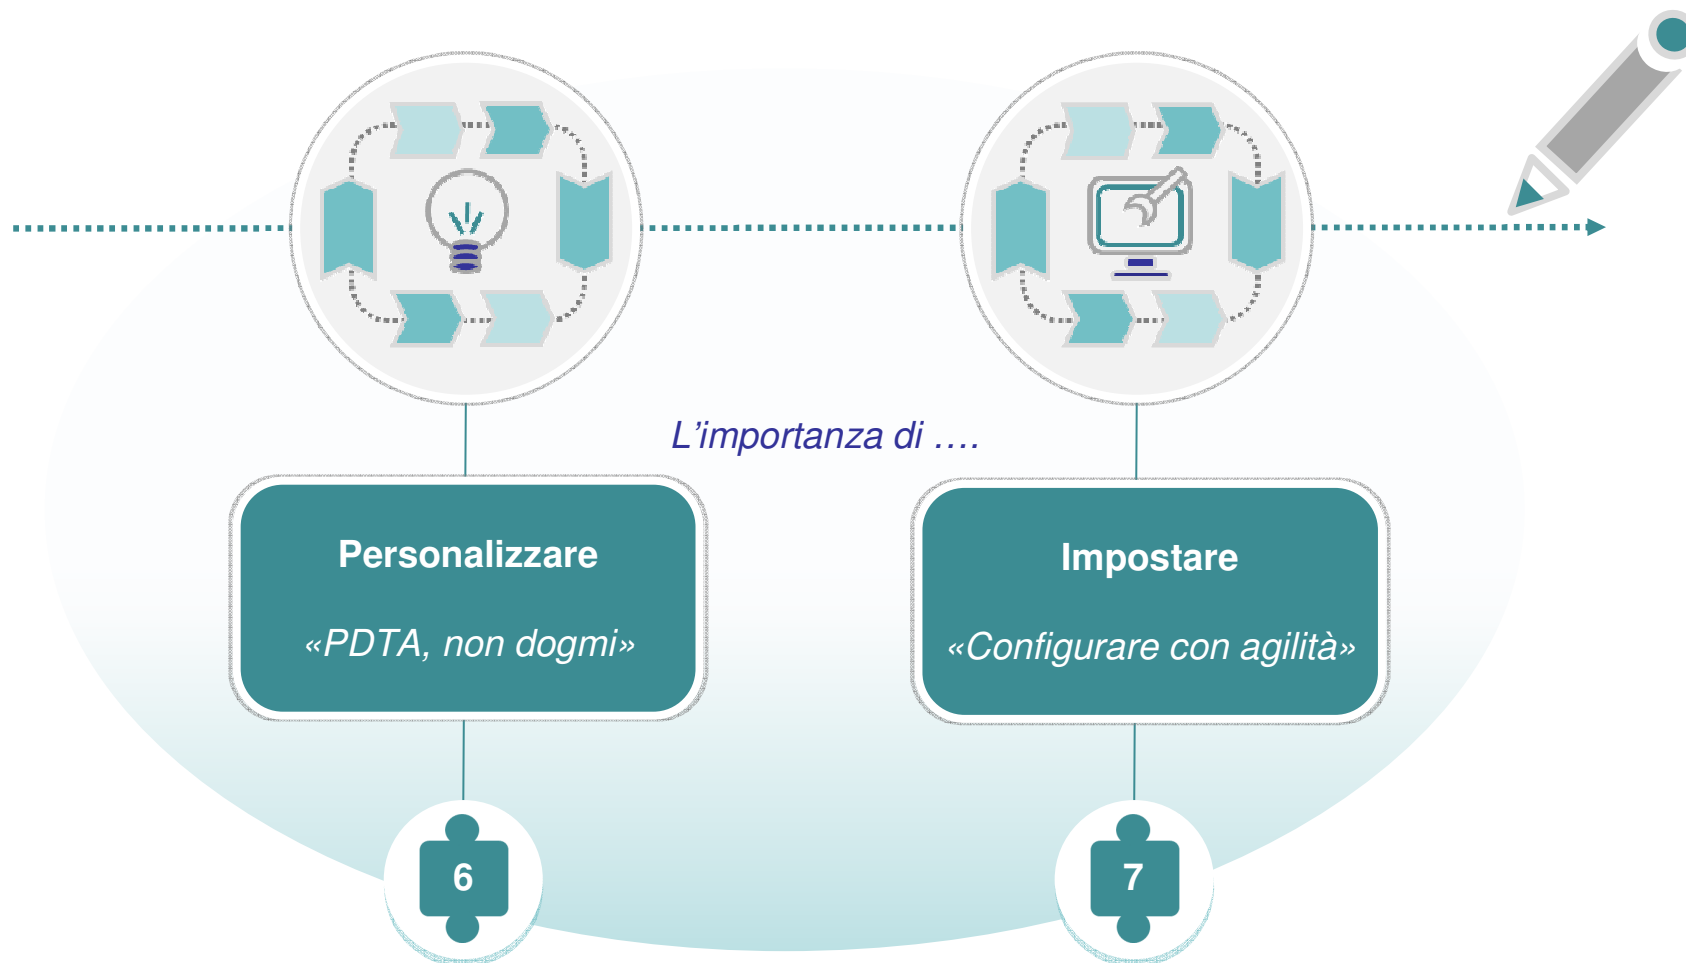 L'importanza di ….
Personalizzare
«PDTA, non dogmi»
Impostare
«Configurare con agilità»
6
7